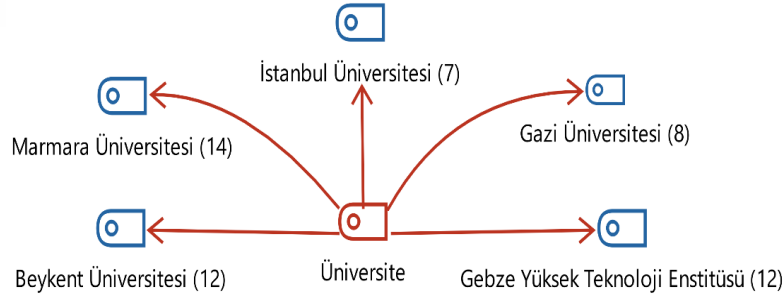 İstanbul Üniversitesi (7)
Marmara Üniversitesi (14)
Gazi Üniversitesi (8)
Beykent Üniversitesi (12)
Üniversite
Gebze Yüksek Teknoloji Enstitüsü (12)